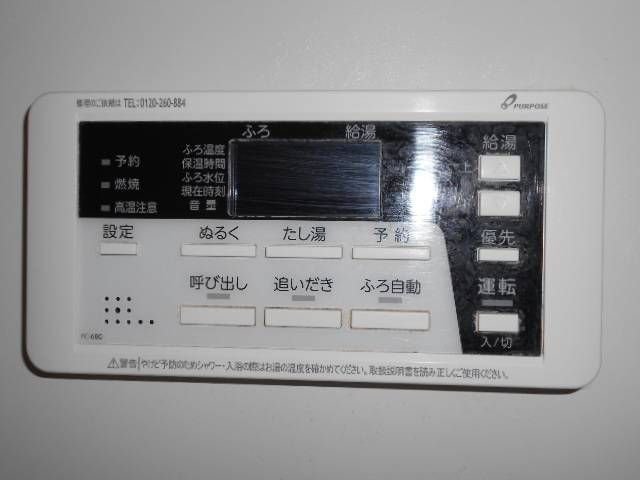 修理のご依頼は TEL:0120-260-884
PURPOSE
ふろ 給湯
予約
燃焼
高温注意
ふろ温度
保温時間
ふろ水位
現在時刻
音量
給湯
上
優先
運転
入/切
設定
ぬるく たし湯 予約
呼び出し 追いだき ふろ自動
⚠警告 やけど予防のためシャワー・入浴の際はお湯の温度を確かめてください。取扱説明書を読み正しくご使用ください。